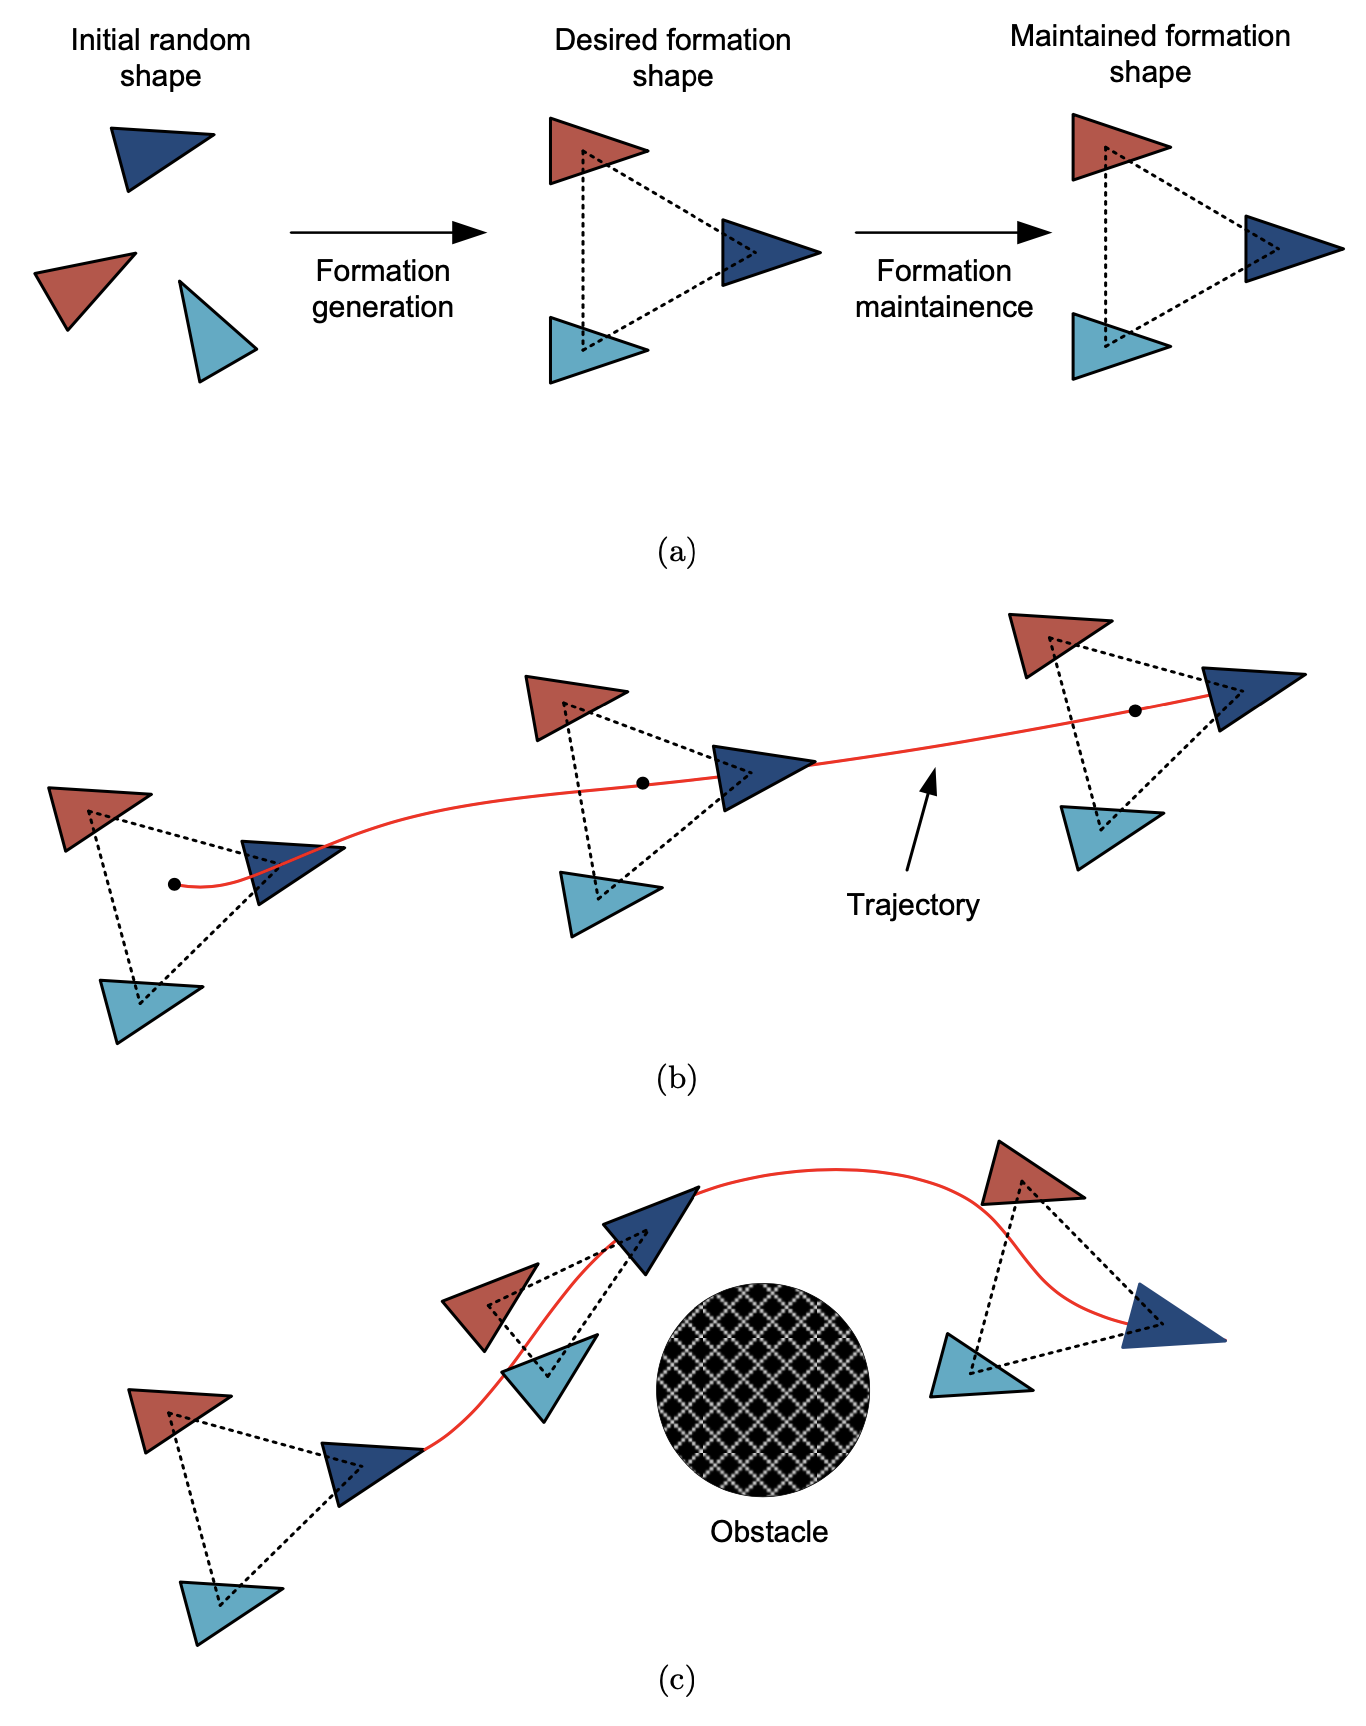 Initial random
shape
Desired formation
shape
Maintained formation
shape
Formation
generation
Formation
maintainence
(a)
Trajectory
(b)
Obstacle
(c)